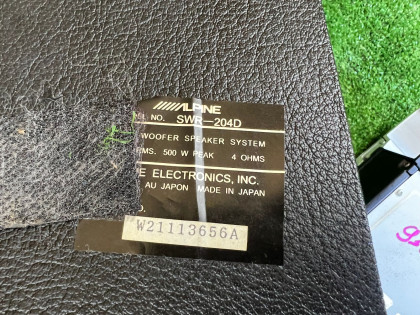 ALPINE
NO. SWR-204D
WOOFER SPEAKER SYSTEM
RMS. 500 W PEAK 4 OHMS
E ELECTRONICS, INC.
AU JAPON MADE IN JAPAN
W21113656A